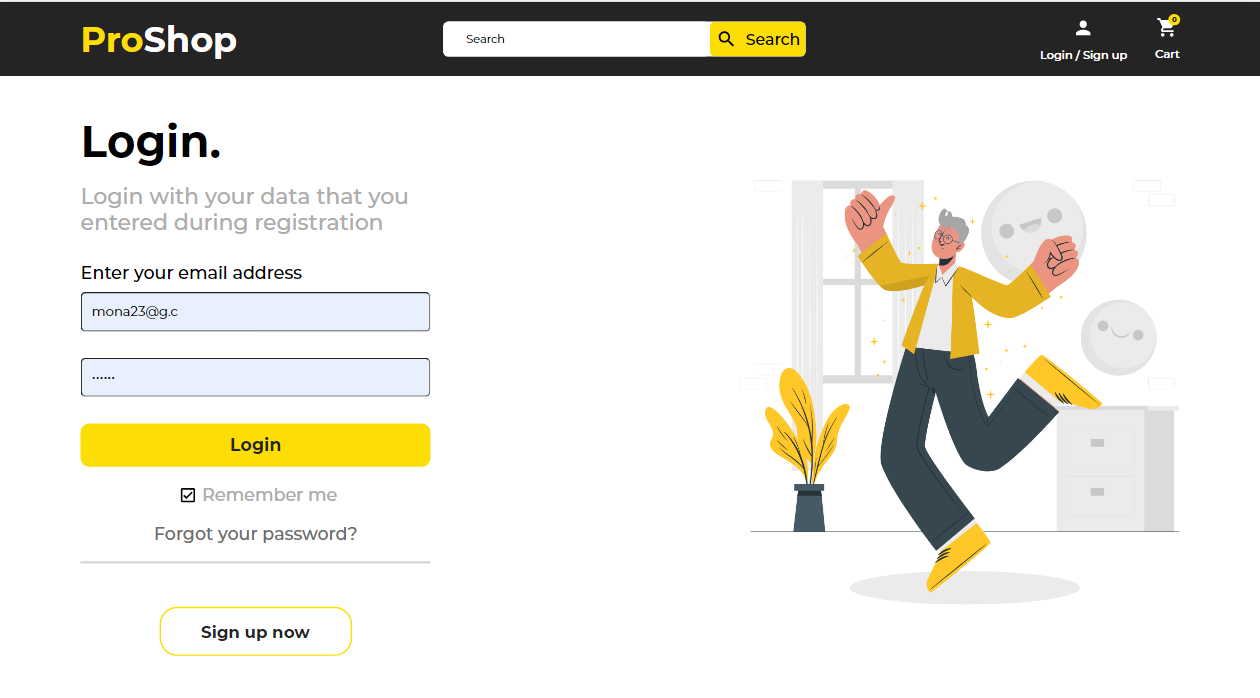 ProShop
Search
Search
Login / Sign up
0
Cart
Login.
Login with your data that you
entered during registration
Enter your email address
mona23@g.c
......
Login
Remember me
Forgot your password?
Sign up now